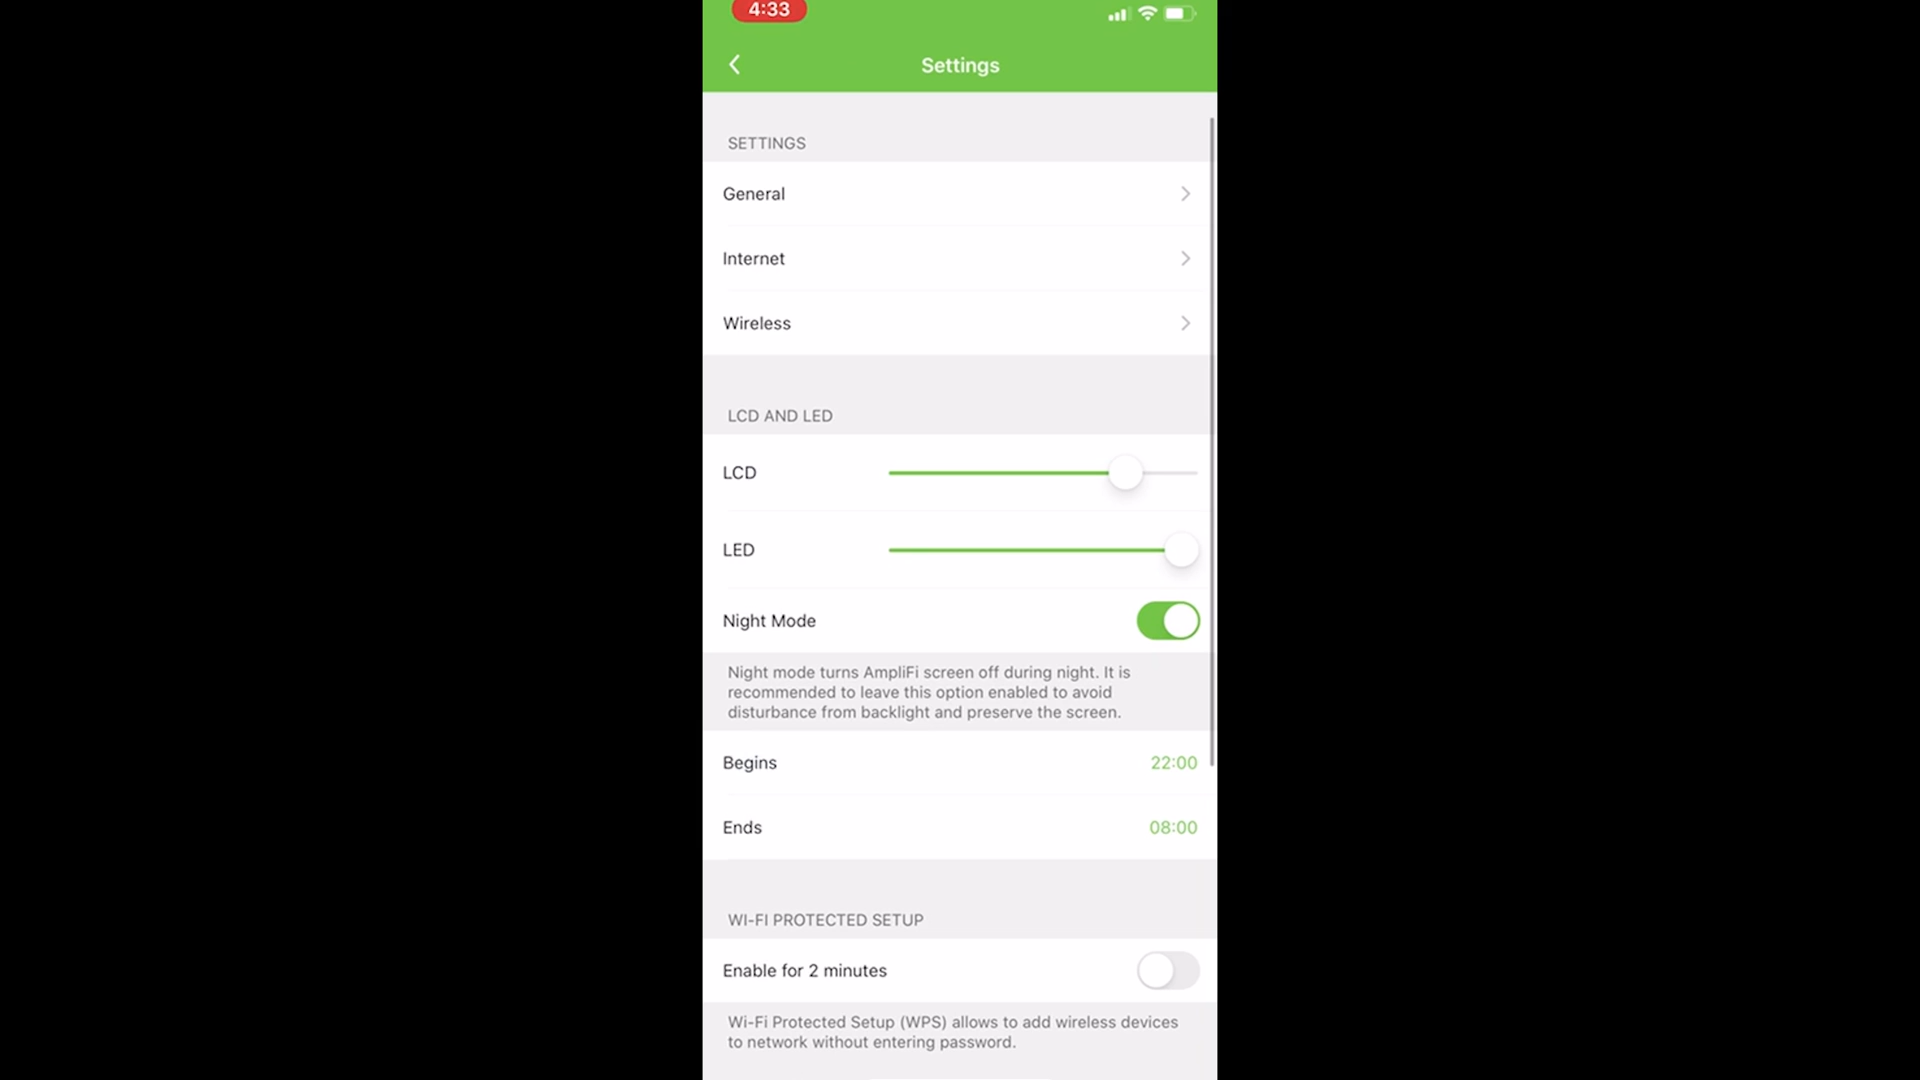 4:33
Settings
SETTINGS
General
Internet
Wireless
LCD AND LED
LCD
LED
Night Mode
Night mode turns AmpliFi screen off during night. It is
recommended to leave this option enabled to avoid
disturbance from backlight and preserve the screen.
Begins 22:00
Ends 08:00
WI-FI PROTECTED SETUP
Enable for 2 minutes
Wi-Fi Protected Setup (WPS) allows to add wireless devices
to network without entering password.